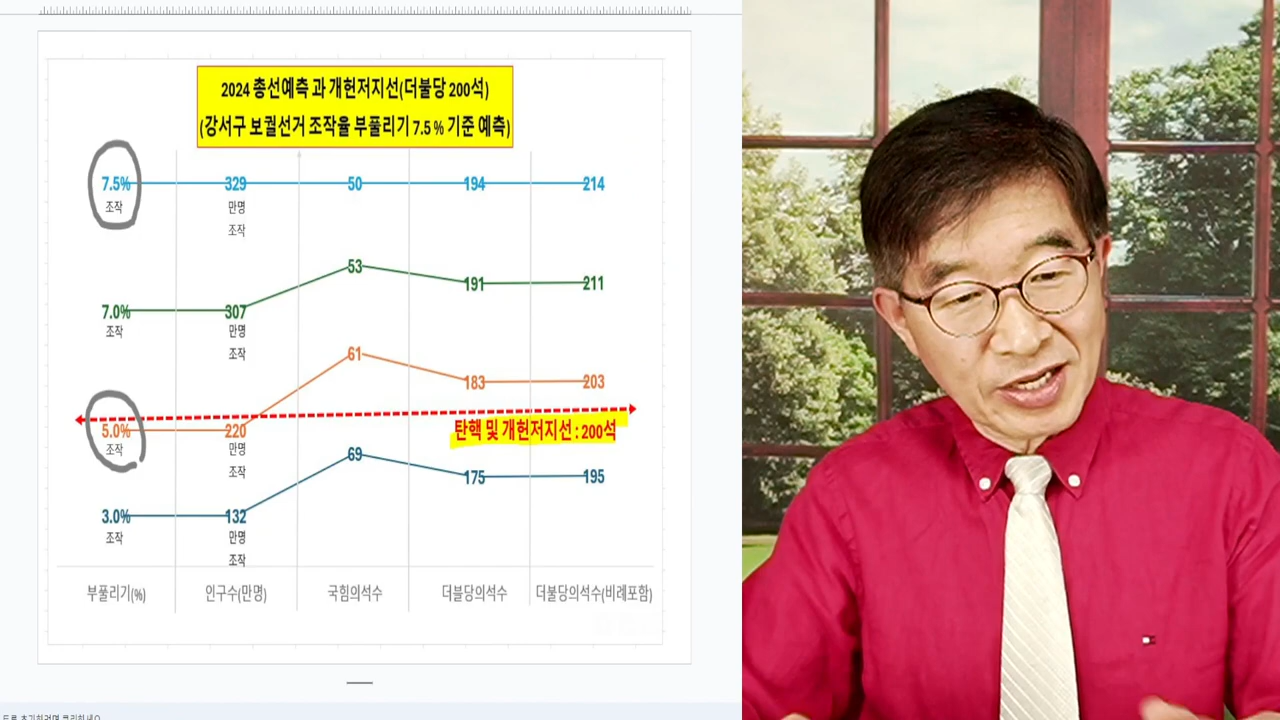 2024 총선예측 과 개헌저지선(더불당 200석)
(강서구 보궐선거 조작율 부풀리기 7.5 % 기준 예측)
7.5% 329 50 194 214
조작 만명
조작
53
191 211
7.0% 307
조작 만명
조작
61
183 203
5.0% 220 탄핵 및 개헌저지선 : 200석
조작 만명
조작
69
175 195
3.0% 132
조작 만명
조작
부풀리기(%) 인구수(만명) 국힘의석수 더블당의석수 더불당의석수(비례포함)